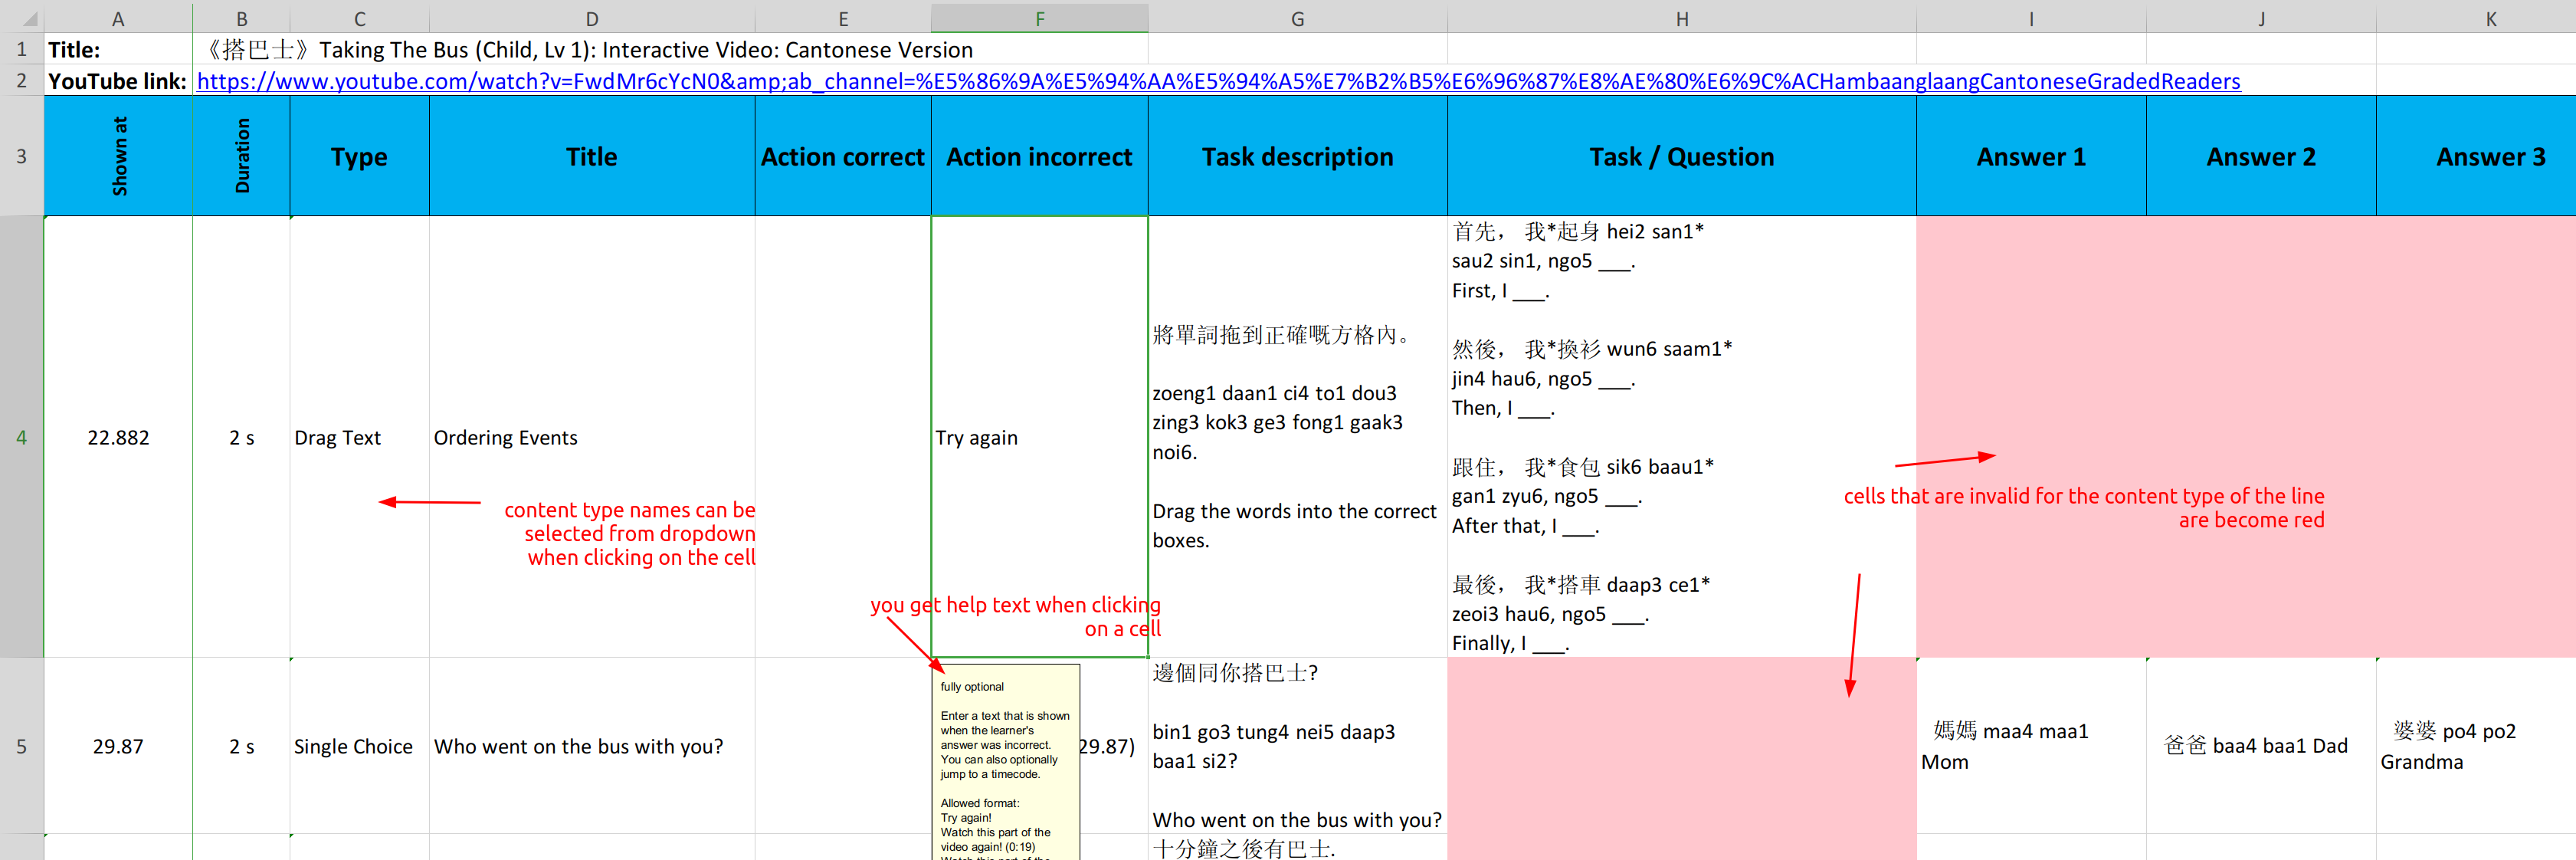 A B C D E F G H I J K
1 Title: 《搭巴士》Taking The Bus (Child, Lv 1): Interactive Video: Cantonese Version
2 YouTube link: https://www.youtube.com/watch?v=FwdMr6cYcN0&amp;ab_channel=%E5%86%9A%E5%94%AA%E5%94%A5%E7%B2%B5%E6%96%87%E8%AE%80%E6%9C%ACHambaanglaangCantoneseGradedReaders
3 Shown at Duration Type Title Action correct Action incorrect Task description Task / Question Answer 1 Answer 2 Answer 3
4 22.882 2 s Drag Text Ordering Events Try again
將單詞拖到正確嘅方格內。
zoeng1 daan1 ci4 to1 dou3
zing3 kok3 ge3 fong1 gaak3
noi6.
Drag the words into the correct
boxes.
首先， 我*起身 hei2 san1*
sau2 sin1, ngo5 ___.
First, I ___.
然後， 我*換衫 wun6 saam1*
jin4 hau6, ngo5 ___.
Then, I ___.
跟住， 我*食包 sik6 baau1*
gan1 zyu6, ngo5 ___.
After that, I ___.
最後， 我*搭車 daap3 ce1*
zeoi3 hau6, ngo5 ___.
Finally, I ___.
content type names can be
selected from dropdown
when clicking on the cell
you get help text when clicking
on a cell
cells that are invalid for the content type of the line
are become red
5 29.87 2 s Single Choice Who went on the bus with you?
29.87)
fully optional
Enter a text that is shown
when the learner's
answer was incorrect.
You can also optionally
jump to a timecode.
Allowed format:
Try again!
Watch this part of the
video again! (0:19)
邊個同你搭巴士?
bin1 go3 tung4 nei5 daap3
baa1 si2?
Who went on the bus with you?
媽媽 maa4 maa1
Mom
爸爸 baa4 baa1 Dad
婆婆 po4 po2
Grandma
十分鐘之後有巴士.